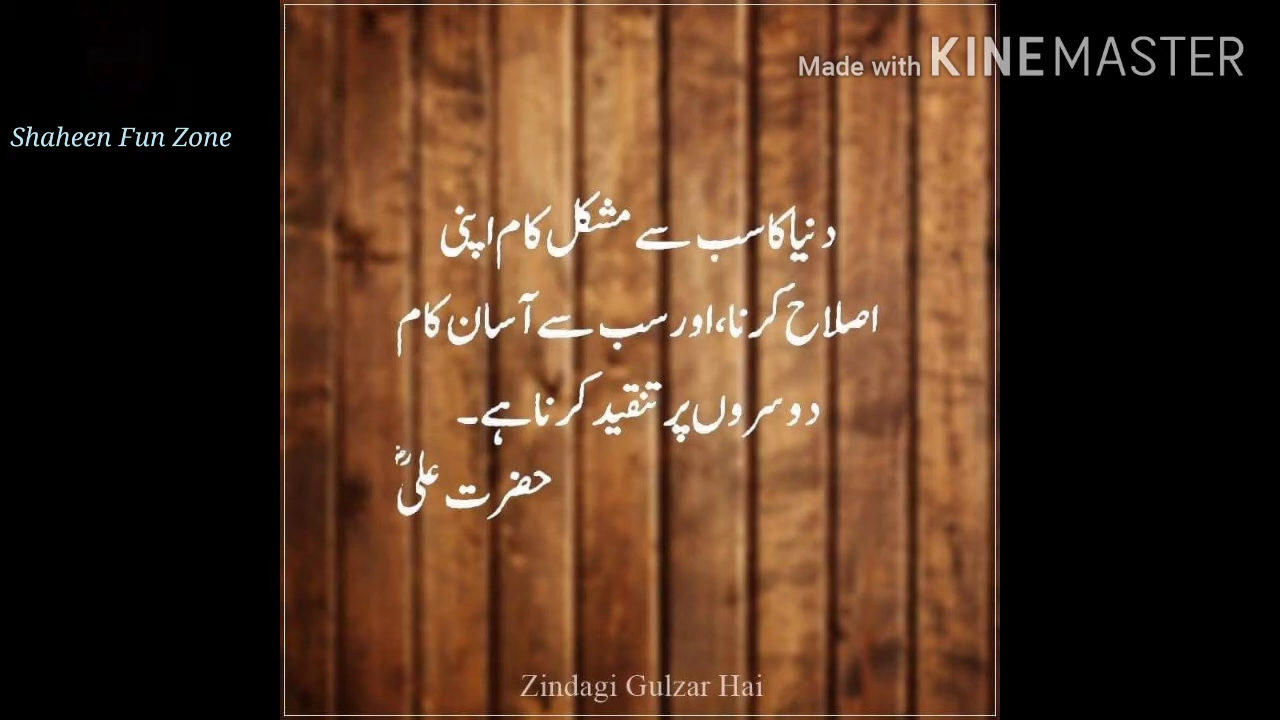 Made with KINEMASTER
Shaheen Fun Zone
دنیا کا سب سے مشکل کام اپنی
اصلاح کرنا، اور سب سے آسان کام
دوسروں پر تنقید کرنا ہے۔
حضرت علیؓ
Zindagi Gulzar Hai